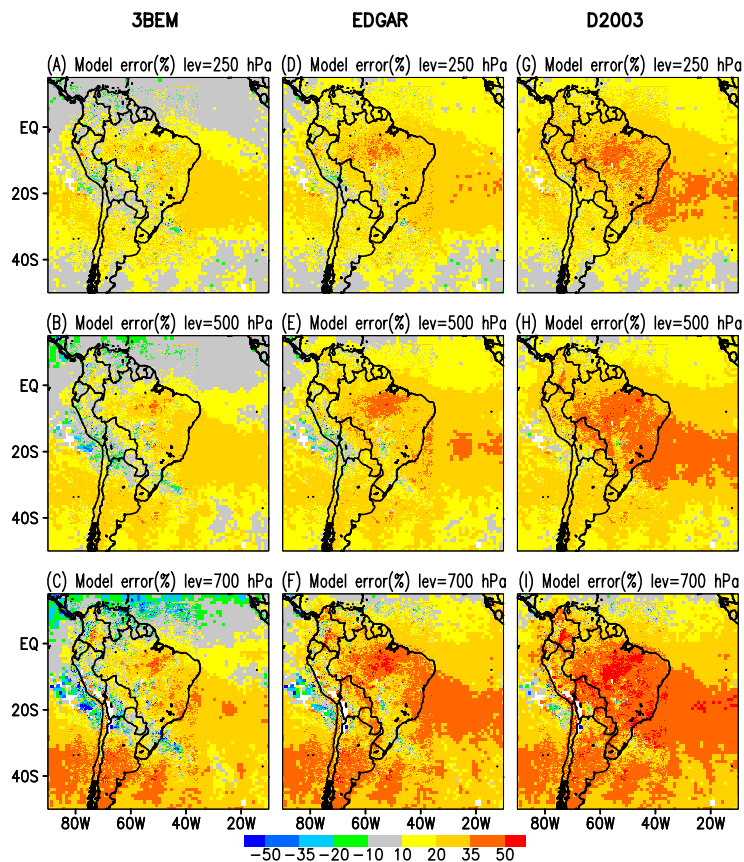 3BEM EDGAR D2003
(A) Model error(%) lev=250 hPa (D) Model error(%) lev=250 hPa (G) Model error(%) lev=250 hPa
EQ
20S
40S
(B) Model error(%) lev=500 hPa (E) Model error(%) lev=500 hPa (H) Model error(%) lev=500 hPa
EQ
20S
40S
(C) Model error(%) lev=700 hPa (F) Model error(%) lev=700 hPa (I) Model error(%) lev=700 hPa
EQ
20S
40S
80W 60W 40W 20W 80W 60W 40W 20W 80W 60W 40W 20W
-50 -35 -20 -10 10 20 35 50